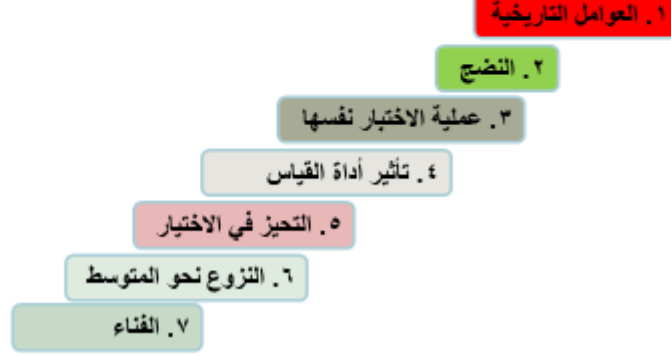 ١. العوامل التاريخية
٢. النضج
٣. عملية الاختبار نفسها
٤. تأثير أداة القياس
٥. التحيز في الاختيار
٦. النزوع نحو المتوسط
٧. الفناء